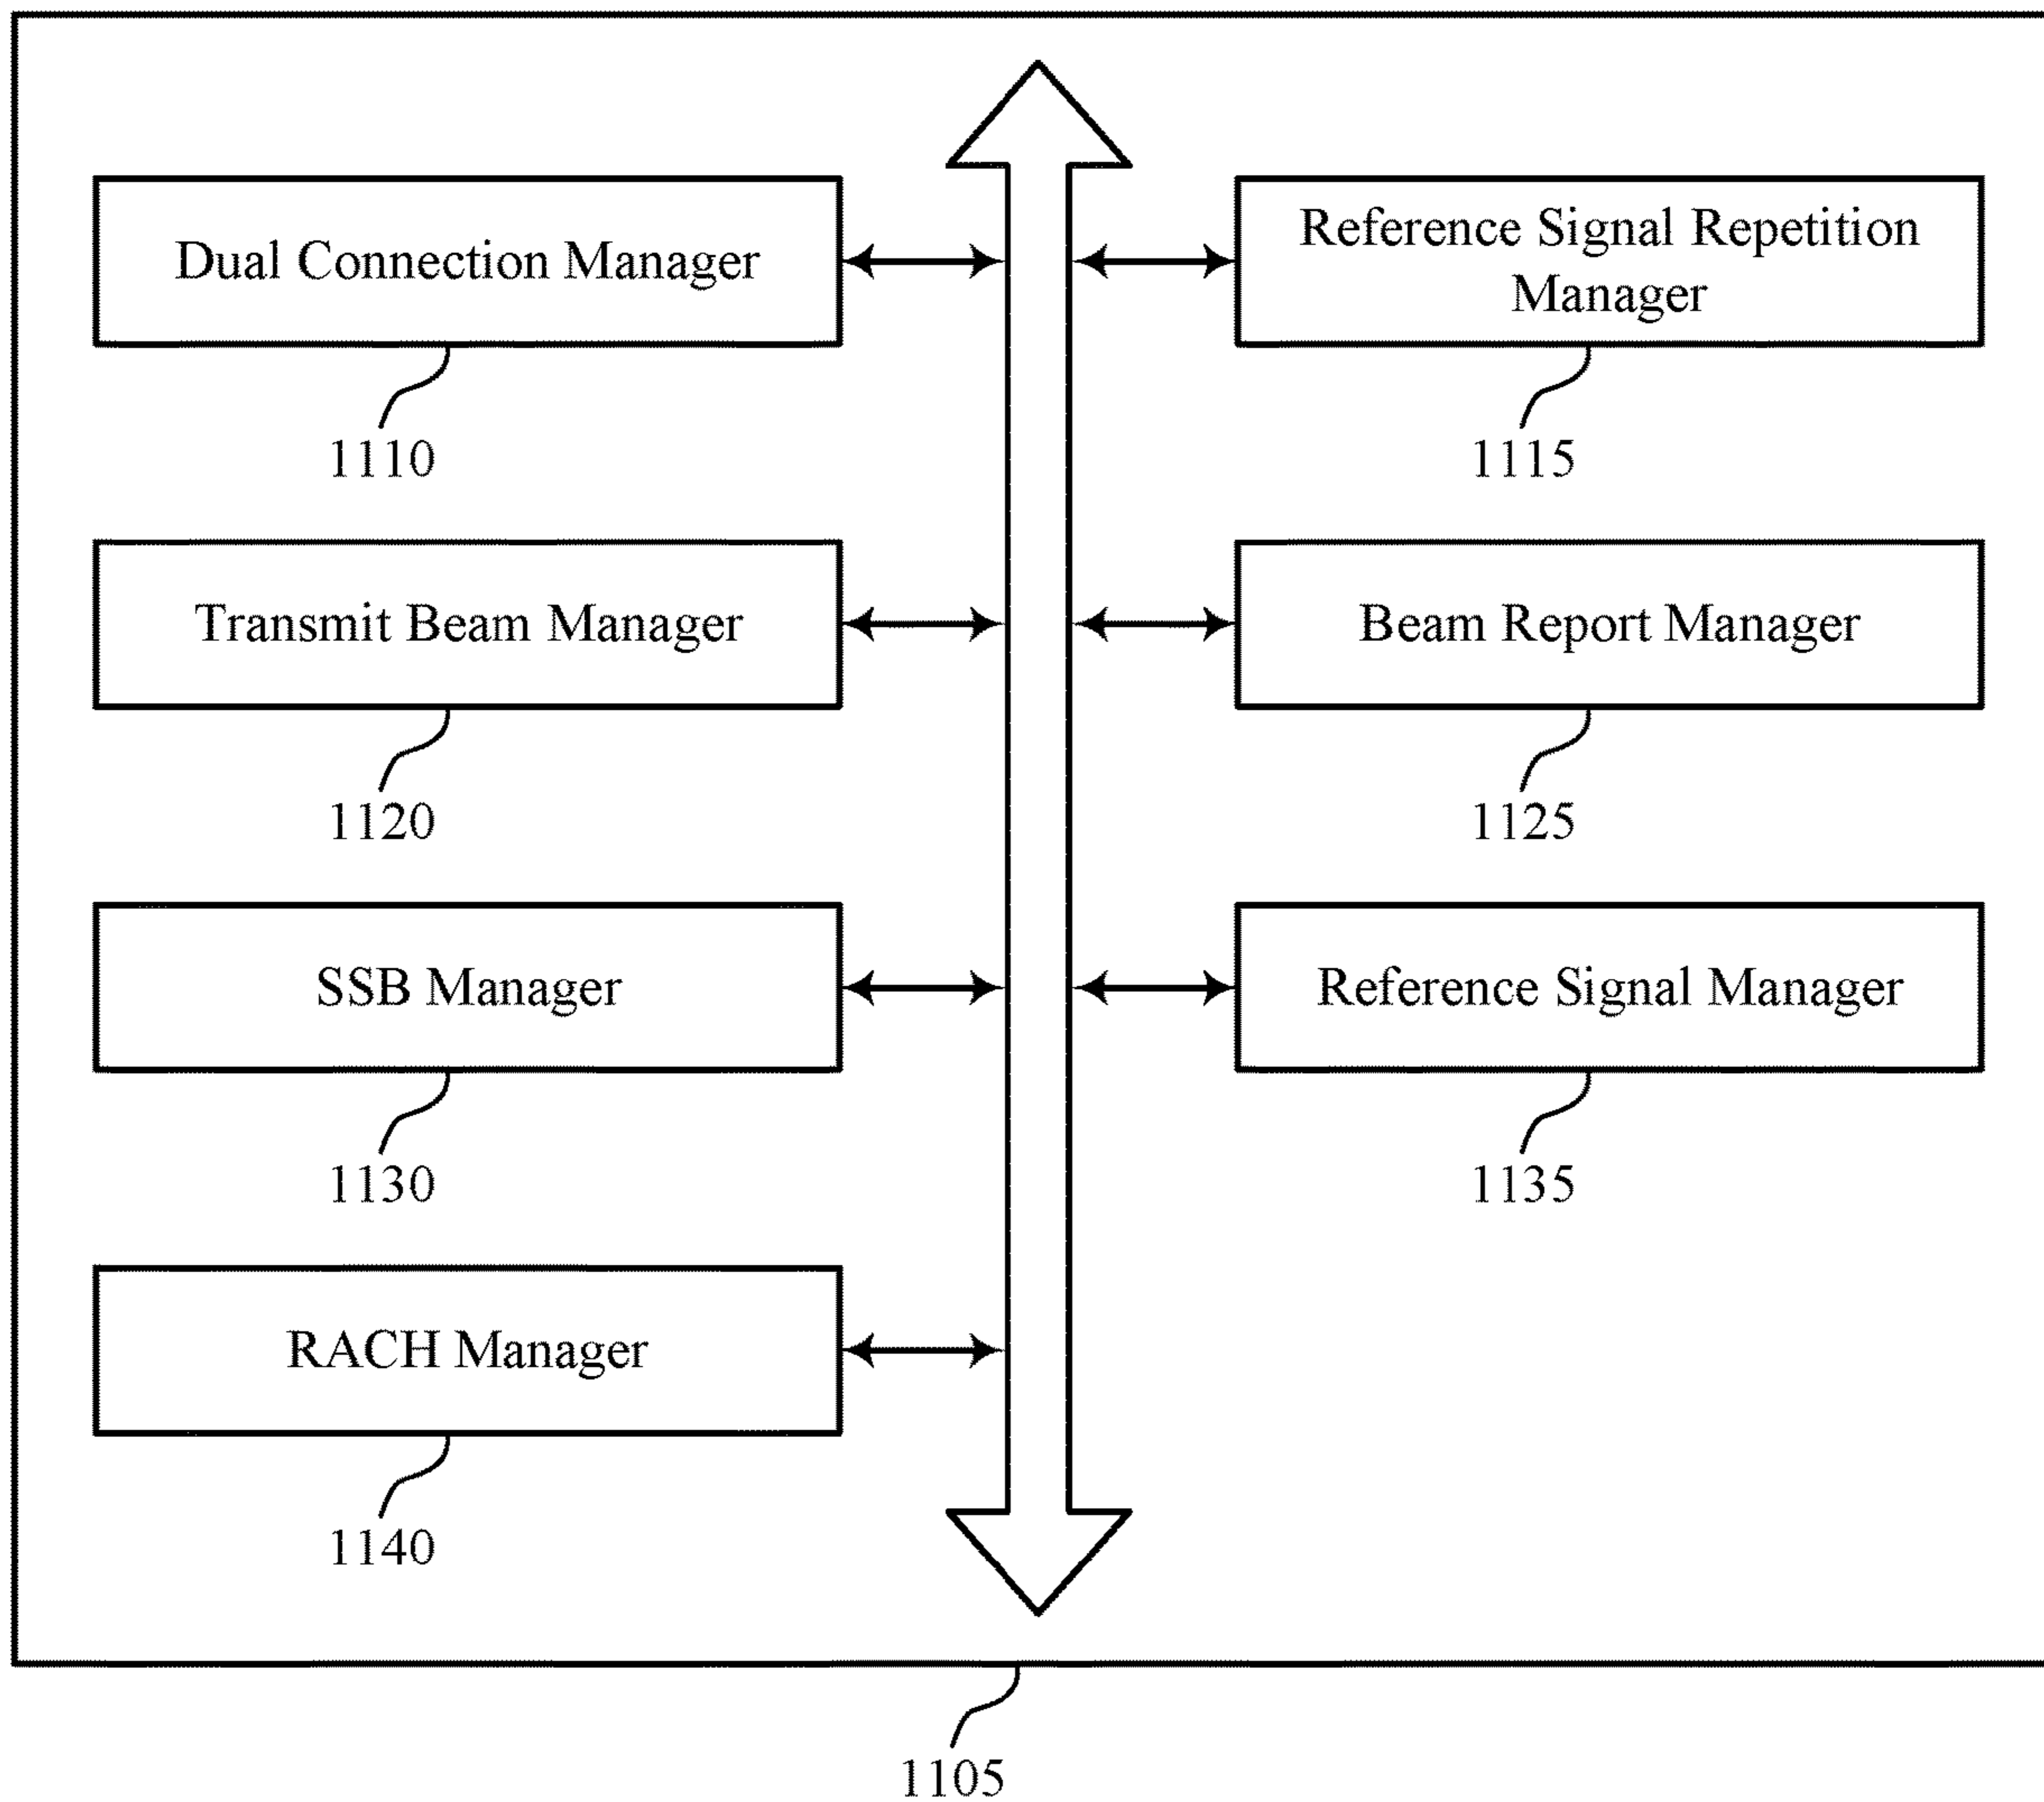 Dual Connection Manager
1110
Reference Signal Repetition
Manager
1115
Transmit Beam Manager
1120
Beam Report Manager
1125
SSB Manager
1130
Reference Signal Manager
1135
RACH Manager
1140
1105